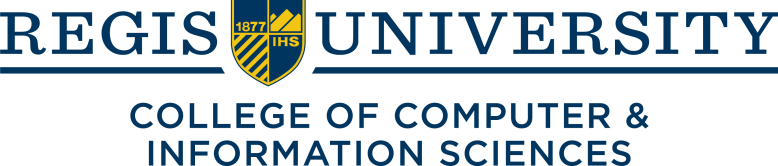 REGIS UNIVERSITY
1877
IHS
COLLEGE OF COMPUTER &
INFORMATION SCIENCES